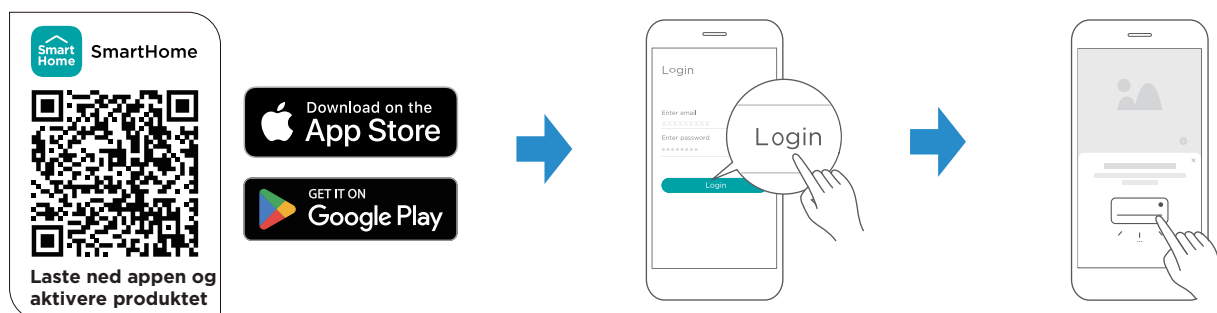 Smart
Home
SmartHome
Laste ned appen og
aktivere produktet
Download on the
App Store
GET IT ON
Google Play
Login
Enter email
XXXXXXXXX
Enter password
********
Login
Login